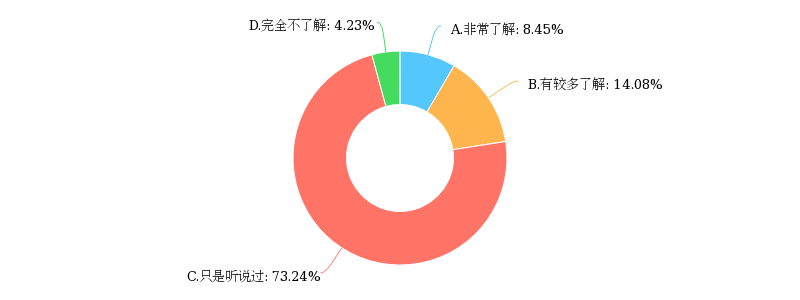 D.完全不了解: 4.23%
A.非常了解: 8.45%
B.有较多了解: 14.08%
C.只是听说过: 73.24%